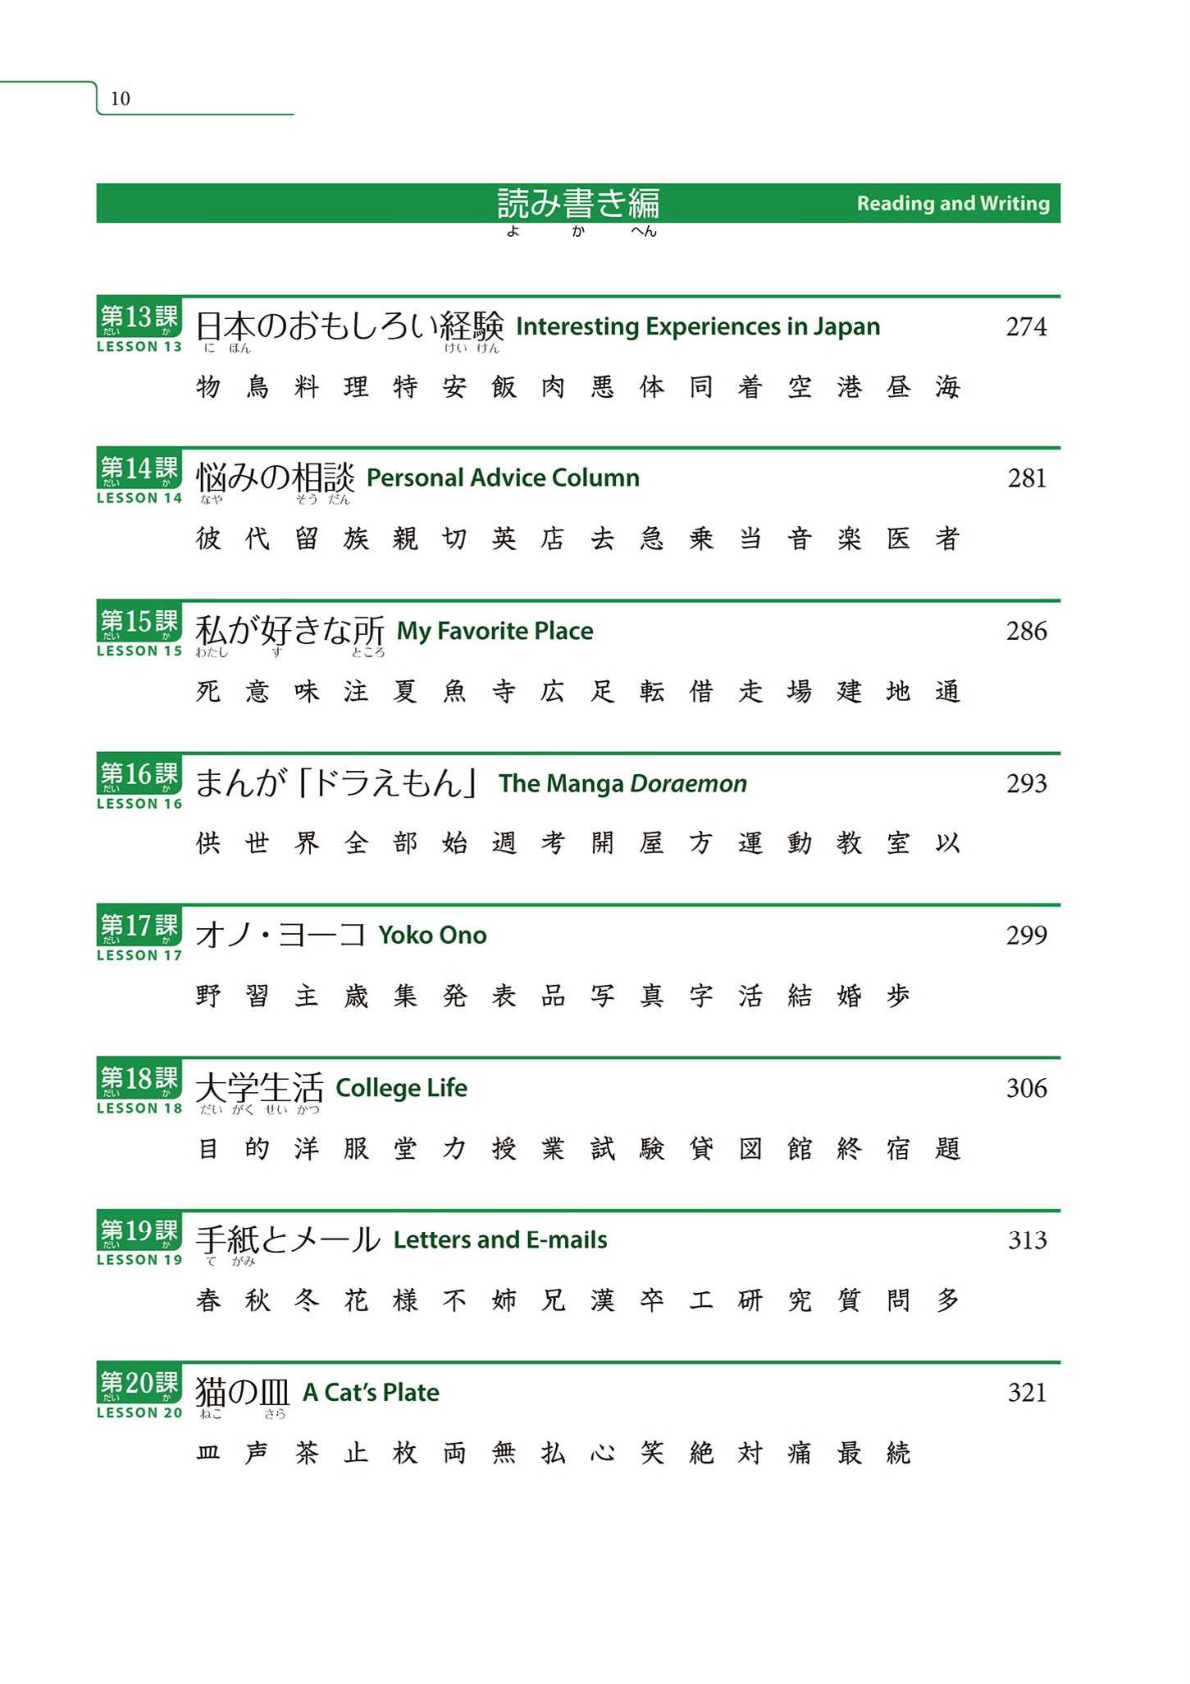 10
読み書き編 Reading and Writing
よ か へん
第13課 日本のおもしろい経験 Interesting Experiences in Japan 274
だい か に ほん けい けん
LESSON 13
物 鳥 料 理 特 安 飯 肉 悪 体 同 着 空 港 昼 海
第14課 悩みの相談 Personal Advice Column 281
だい か なや そう だん
LESSON 14
彼 代 留 族 親 切 英 店 去 急 乗 当 音 楽 医 者
第15課 私が好きな所 My Favorite Place 286
だい か わたし す ところ
LESSON 15
死 意 味 注 夏 魚 寺 広 足 転 借 走 場 建 地 通
第16課 まんが「ドラえもん」 The Manga Doraemon 293
だい か
LESSON 16
供 世 界 全 部 始 週 考 開 屋 方 運 動 教 室 以
第17課 オノ・ヨーコ Yoko Ono 299
だい か
LESSON 17
野 習 主 歳 集 発 表 品 写 真 字 活 結 婚 歩
第18課 大学生活 College Life 306
だい か だい がく せい かつ
LESSON 18
目 的 洋 服 堂 力 授 業 試 験 貸 図 館 終 宿 題
第19課 手紙とメール Letters and E-mails 313
だい か て がみ
LESSON 19
春 秋 冬 花 様 不 姉 兄 漢 卒 工 研 究 質 問 多
第20課 猫の皿 A Cat's Plate 321
だい か ねこ さら
LESSON 20
皿 声 茶 止 枚 両 無 払 心 笑 絶 対 痛 最 続